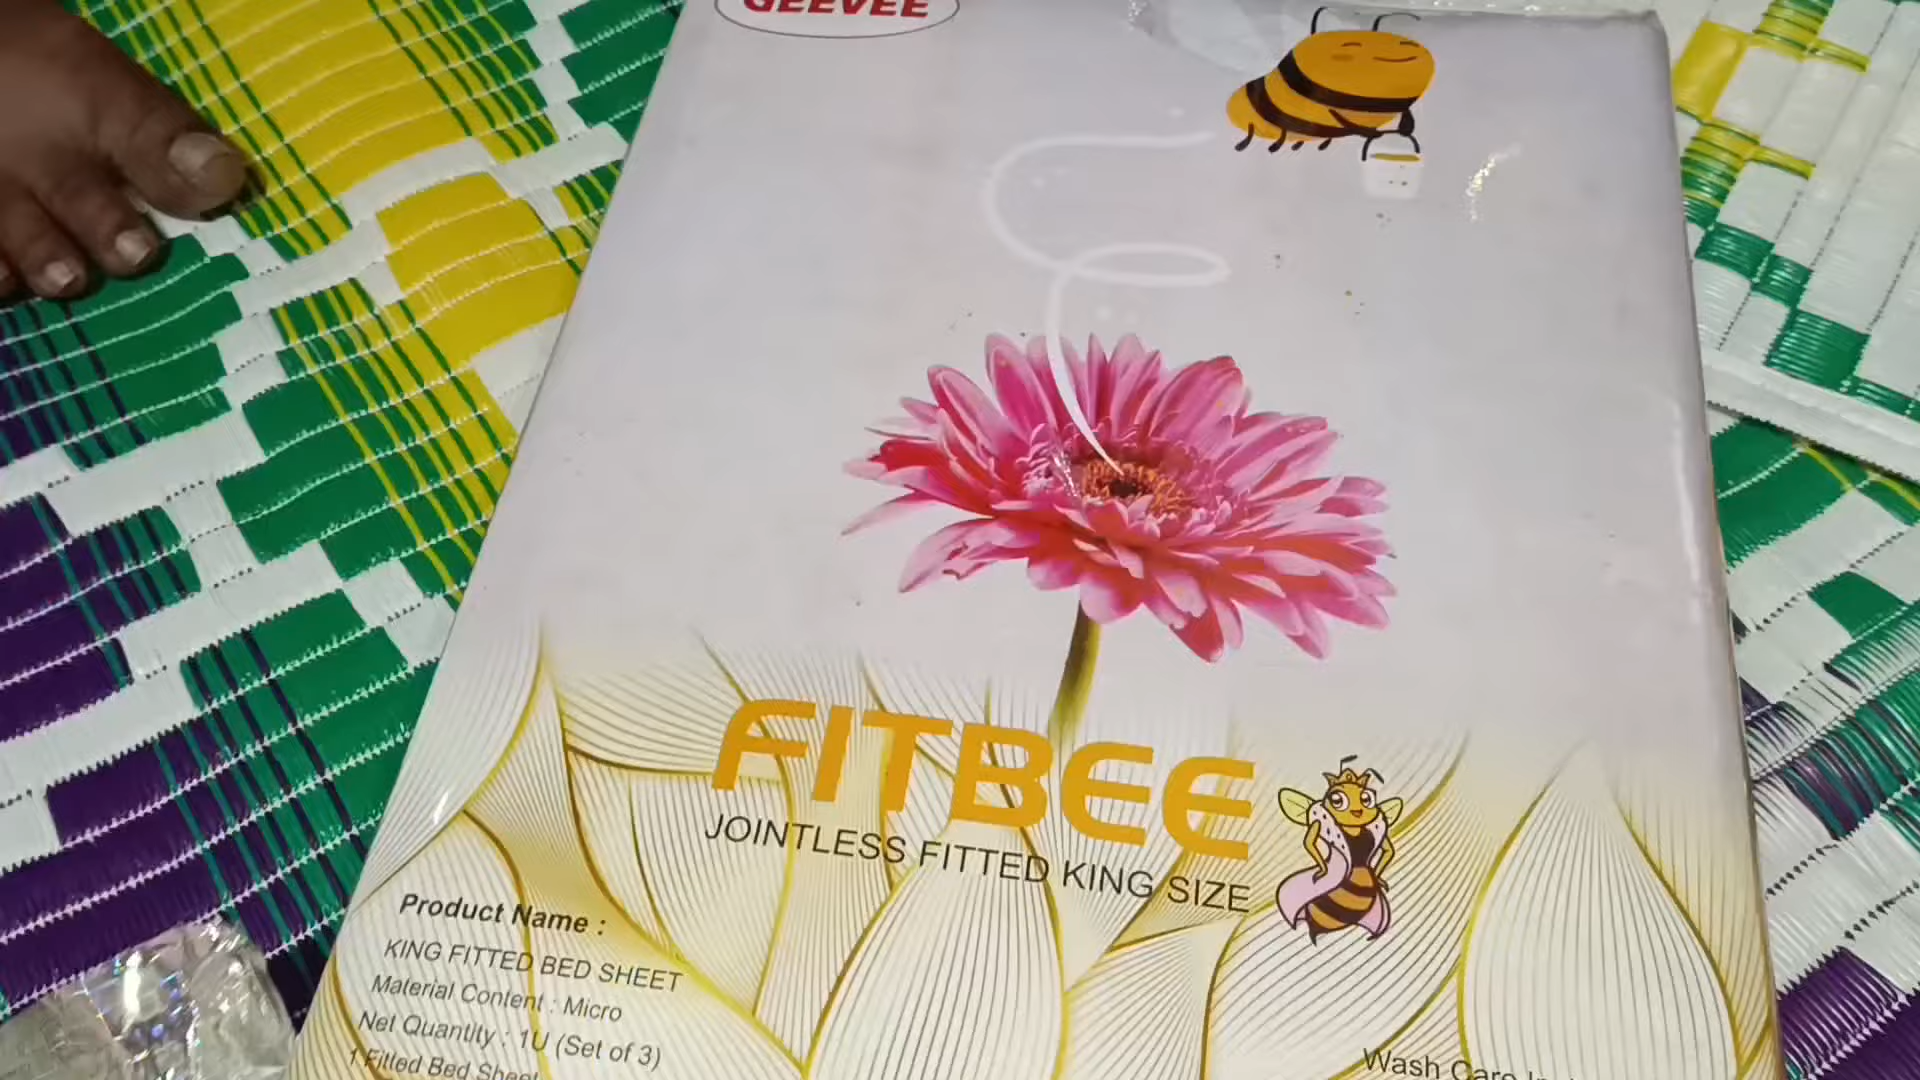 GEEVEE
FITBEE
JOINTLESS FITTED KING SIZE
Product Name :
KING FITTED BED SHEET
Material Content : Micro
Net Quantity : 1U (Set of 3)
1 Fitted Bed Sheet
Wash Care